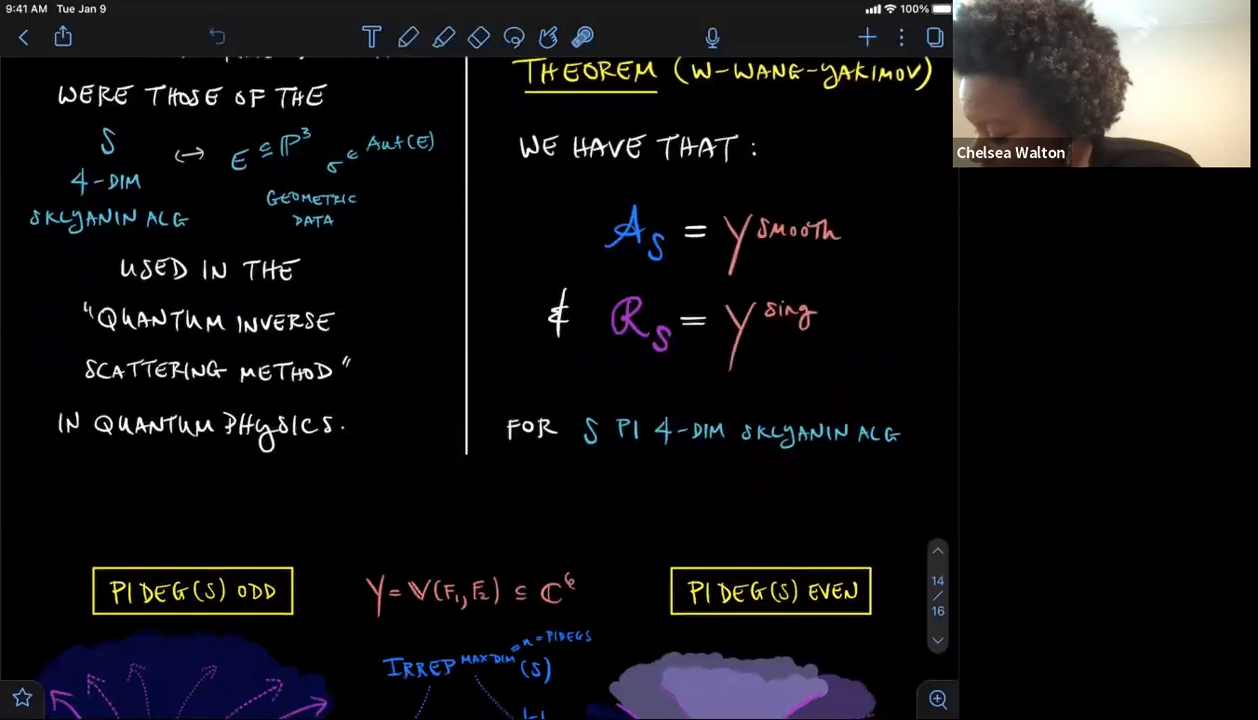 9:41 AM Tue Jan 9
100%
WERE THOSE OF THE
S ↔ E ⊆ ℙ³ σ ∈ Aut(E)
4-DIM
SKLYANIN ALG
GEOMETRIC
DATA
USED IN THE
"QUANTUM INVERSE
SCATTERING METHOD"
IN QUANTUM PHYSICS.
THEOREM (W-WANG-YAKIMOV)
WE HAVE THAT:
𝒜_S = Y^smooth
& ℛ_S = Y^sing
FOR S PI 4-DIM SKLYANIN ALG
PI DEG(S) ODD
Y = 𝕍(F₁, F₂) ⊆ ℂ⁶
PI DEG(S) EVEN
IRREP^MAX DIM = n = PIDEG S (S)
14
/
16
Chelsea Walton